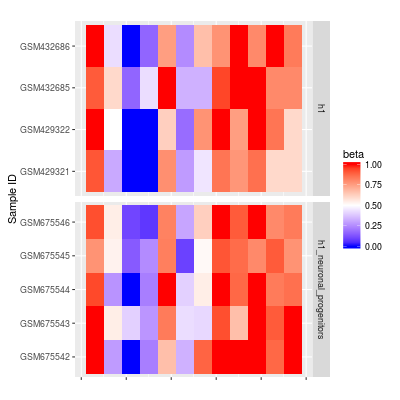 GSM432686
GSM432685
GSM429322
GSM429321
h1
GSM675546
GSM675545
GSM675544
GSM675543
GSM675542
h1_neuronal_progenitors
Sample ID
beta
1.00
0.75
0.50
0.25
0.00